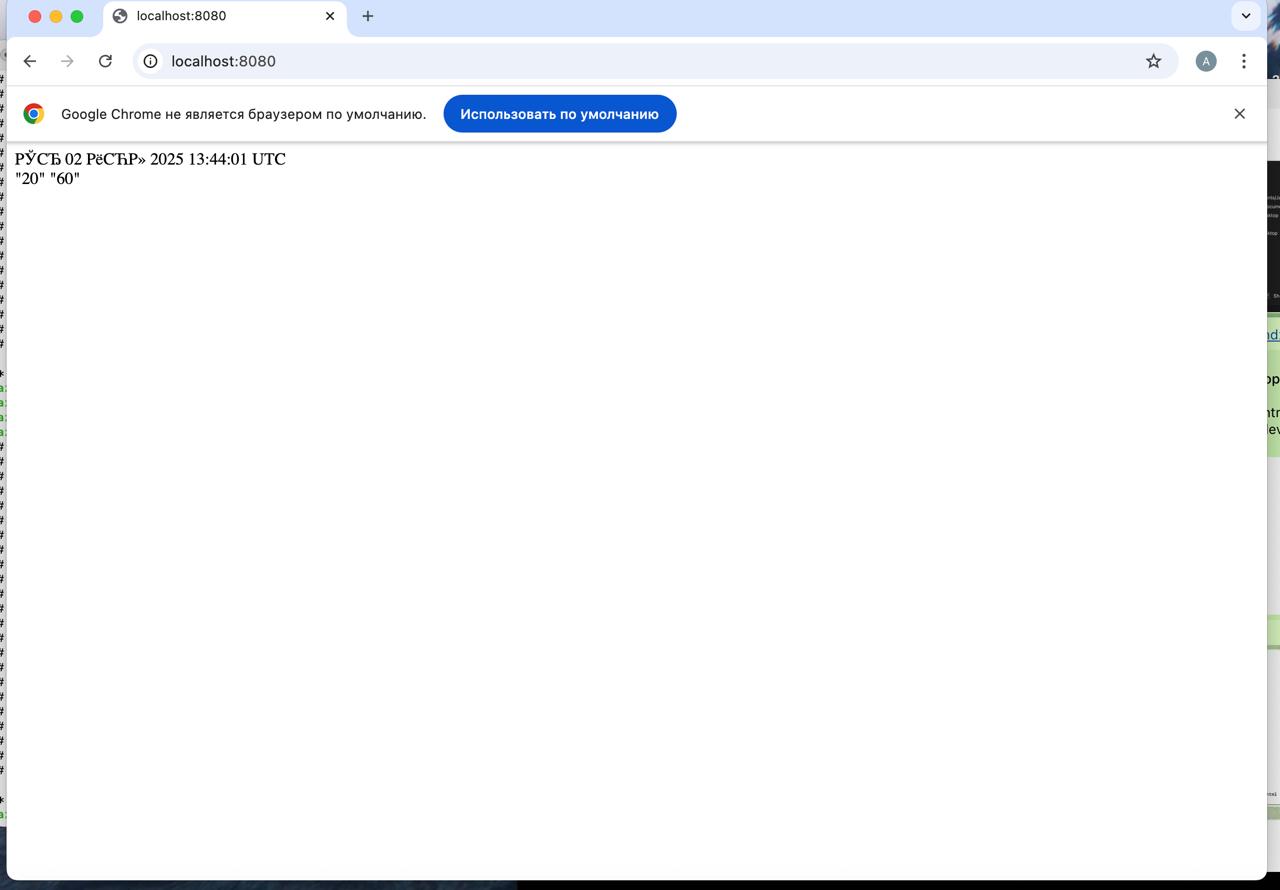 localhost:8080
localhost:8080
A
Google Chrome не является браузером по умолчанию.
Использовать по умолчанию
РЎСЂ 02 РёСЋР» 2025 13:44:01 UTC
"20" "60"